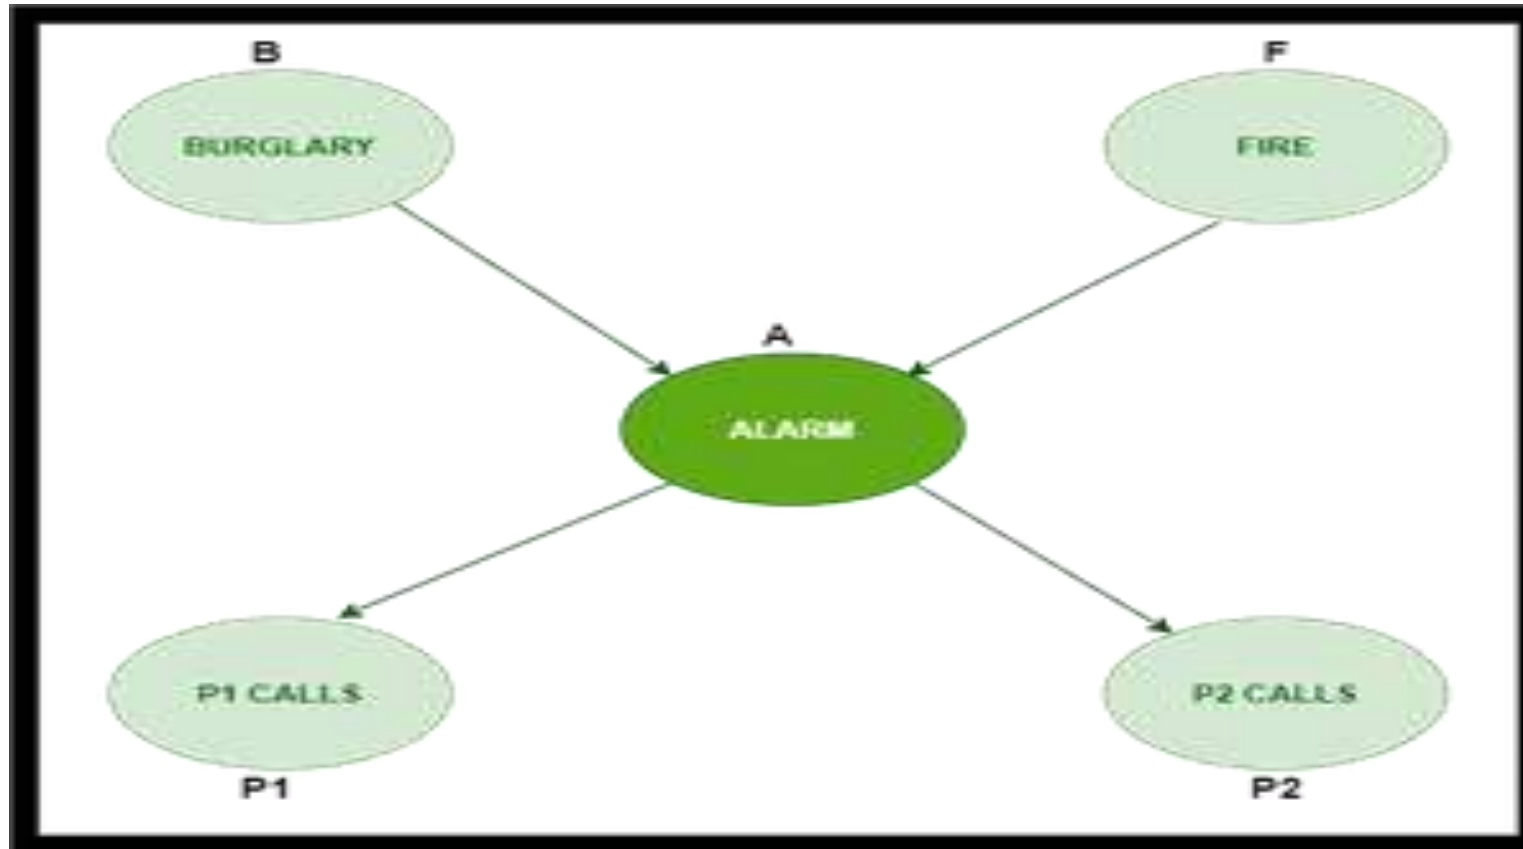 B
F
BURGLARY
FIRE
A
ALARM
P1 CALLS
P2 CALLS
P1
P2